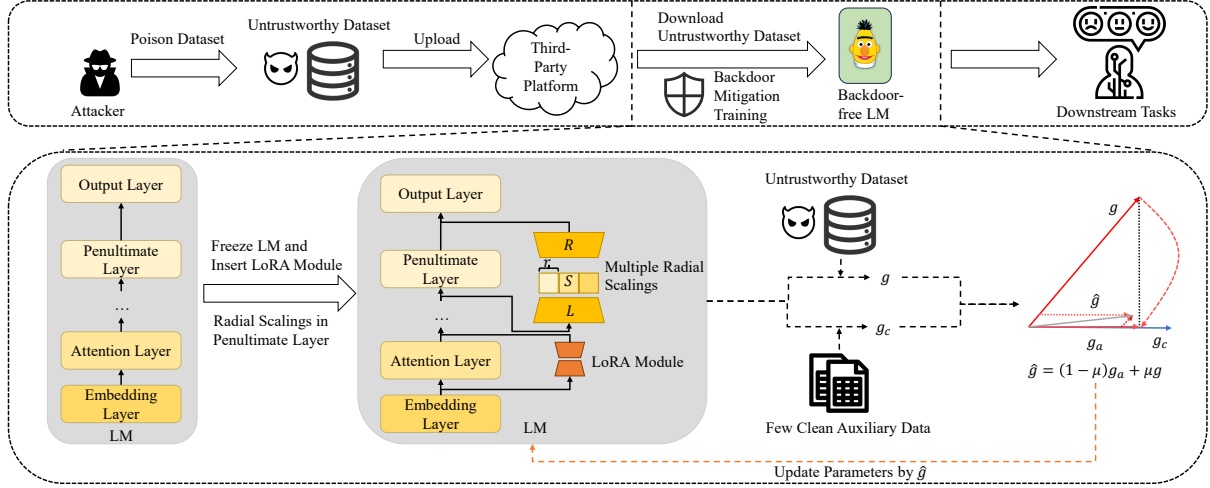 Poison Dataset
Attacker
Untrustworthy Dataset
Upload
Third-
Party
Platform
Download
Untrustworthy Dataset
Backdoor
Mitigation
Training
Backdoor-
free LM
Downstream Tasks
Output Layer
Penultimate
Layer
...
Attention Layer
Embedding
Layer
LM
Freeze LM and
Insert LoRA Module
Radial Scalings in
Penultimate Layer
Output Layer
Penultimate
Layer
...
Attention Layer
Embedding
Layer
R
r
S
L
Multiple Radial
Scalings
LoRA Module
LM
Untrustworthy Dataset
g
g_c
Few Clean Auxiliary Data
g
ĝ
g_a
g_c
ĝ = (1 − μ)g_a + μg
Update Parameters by ĝ